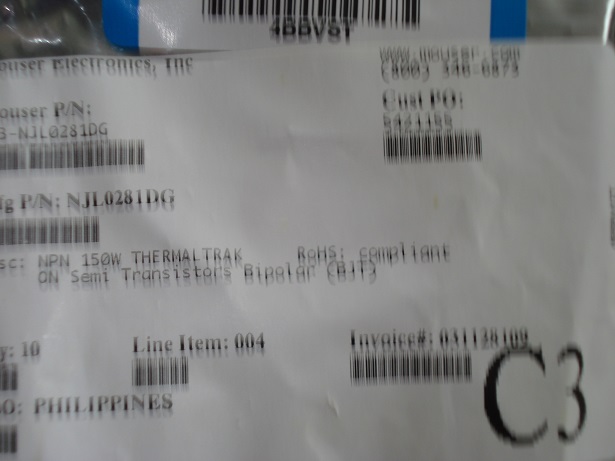 4BBV8T
ouser Electronics, Inc
www.mouser.com
(800) 346-6873
ouser P/N:
Cust PO:
3-NJL0281DG
fg P/N: NJL0281DG
sc: NPN 150W THERMALTRAK RoHS: compliant
ON Semi Transistors Bipolar (BJT)
y: 10
Line Item: 004
Invoice#: 031128109
O: PHILIPPINES
C3